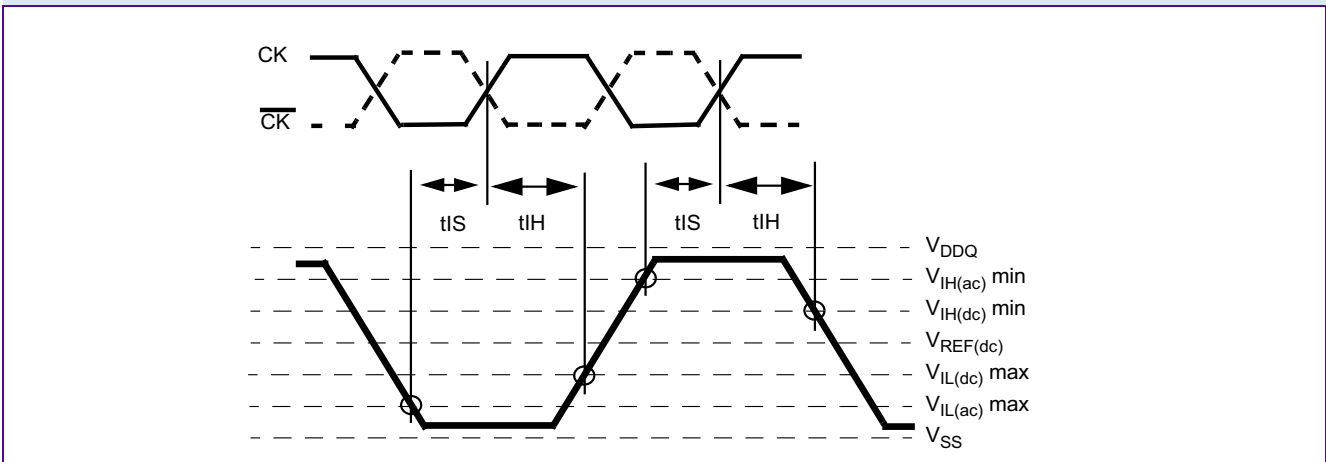 CK
CK
tIS
tIH
tIS
tIH
VDDQ
VIH(ac) min
VIH(dc) min
VREF(dc)
VIL(dc) max
VIL(ac) max
VSS